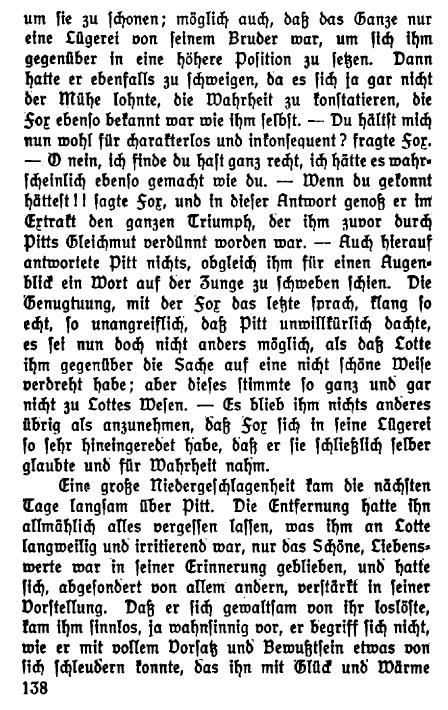 um sie zu schonen; möglich auch, daß das Ganze nur
eine Lügerei von seinem Bruder war, um sich ihm
gegenüber in eine höhere Position zu setzen. Dann
hatte er ebenfalls zu schweigen, da es sich ja gar nicht
der Mühe lohnte, die Wahrheit zu konstatieren, die
Fox ebenso bekannt war wie ihm selbst. — Du hältst mich
nun wohl für charakterlos und inkonsequent? fragte Fox.
— O nein, ich finde du hast ganz recht, ich hätte es wahr-
scheinlich ebenso gemacht wie du. — Wenn du gekonnt
hättest!! sagte Fox, und in dieser Antwort genoß er im
Extrakt den ganzen Triumph, der ihm zuvor durch
Pitts Gleichmut verdünnt worden war. — Auch hierauf
antwortete Pitt nichts, obgleich ihm für einen Augen-
blick ein Wort auf der Zunge zu schweben schien. Die
Genugtuung, mit der Fox das letzte sprach, klang so
echt, so unangreiflich, daß Pitt unwillkürlich dachte,
es sei nun doch nicht anders möglich, als daß Lotte
ihm gegenüber die Sache auf eine nicht schöne Weise
verdreht habe; aber dieses stimmte so ganz und gar
nicht zu Lottes Wesen. — Es blieb ihm nichts anderes
übrig als anzunehmen, daß Fox sich in seine Lügerei
so sehr hineingeredet habe, daß er sie schließlich selber
glaubte und für Wahrheit nahm.
Eine große Niedergeschlagenheit kam die nächsten
Tage langsam über Pitt. Die Entfernung hatte ihn
allmählich alles vergessen lassen, was ihm an Lotte
langweilig und irritierend war, nur das Schöne, Liebens-
werte war in seiner Erinnerung geblieben, und hatte
sich, abgesondert von allem andern, verstärkt in seiner
Vorstellung. Daß er sich gewaltsam von ihr loslöste,
kam ihm sinnlos, ja wahnsinnig vor, er begriff sich nicht,
wie er mit vollem Vorsatz und Bewußtsein etwas von
sich schleudern konnte, das ihn mit Glück und Wärme
138